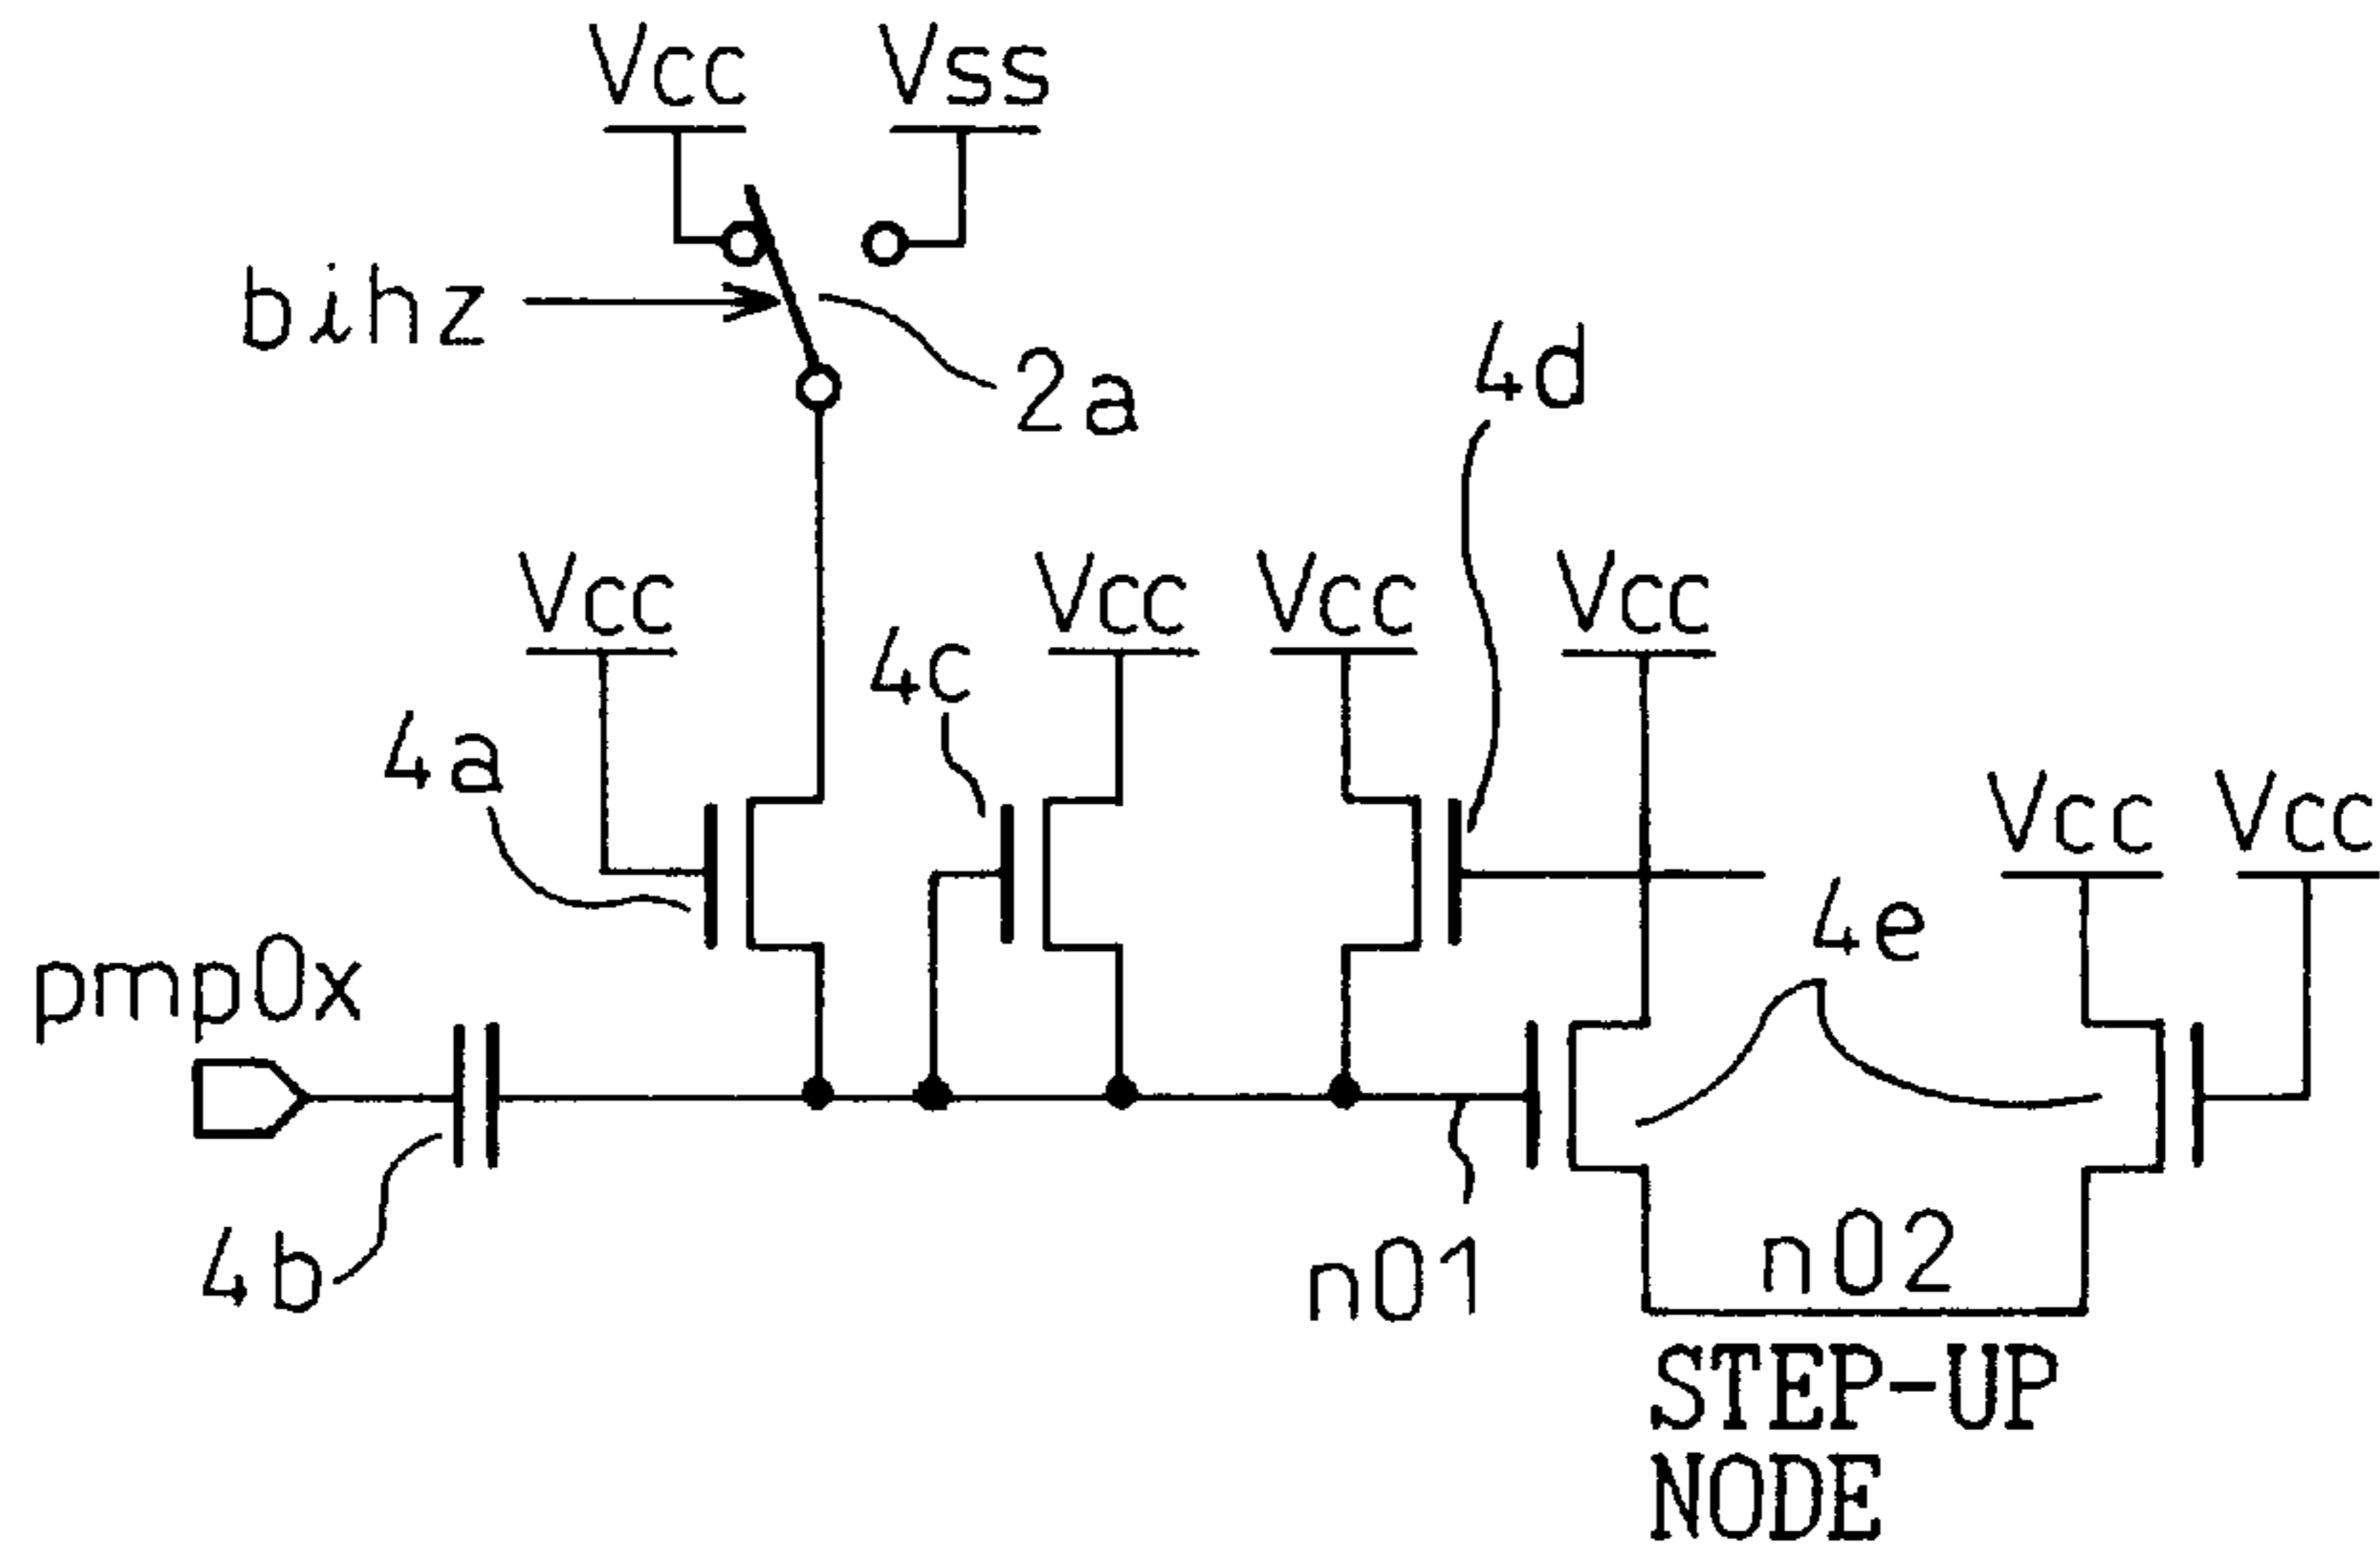 Vcc Vss
bihz
2a
4d
Vcc Vcc Vcc Vcc
4c
4a
Vcc Vcc
4e
pmp0x
4b
n01
n02
STEP-UP
NODE